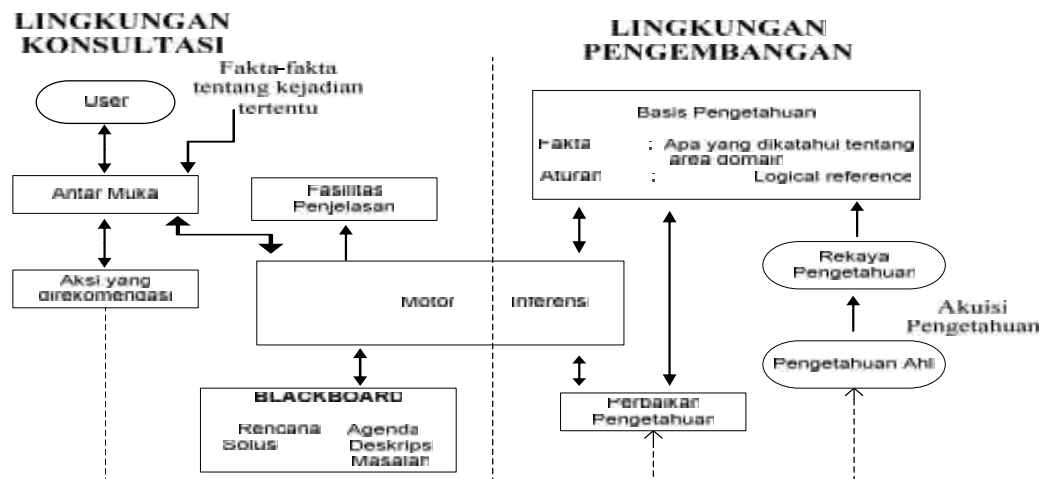 LINGKUNGAN
KONSULTASI
Fakta-fakta
tentang kejadian
tertentu
User
Antar Muka
Fasilitas
Penjelasan
Aksi yang
direkomendasi
Motor Inferensi
BLACKBOARD
Rencana Agenda
Solusi Deskripsi
Masalah
LINGKUNGAN
PENGEMBANGAN
Basis Pengetahuan
Fakta : Apa yang dikatahui tentang
area domain
Aturan : Logical reference
Rekaya
Pengetahuan
Akuisi
Pengetahuan
Pengetahuan Ahli
Perbaikan
Pengetahuan